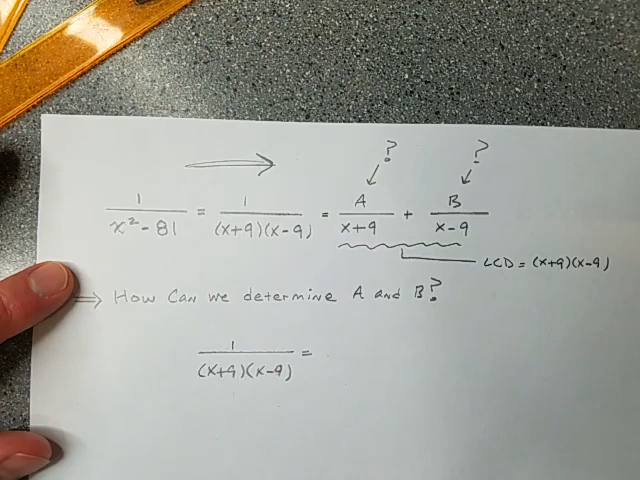 ? ?
1/(x²-81) = 1/((x+9)(x-9)) = A/(x+9) + B/(x-9)
LCD = (x+9)(x-9)
⇒ How Can we determine A and B?
1/((x+9)(x-9)) =